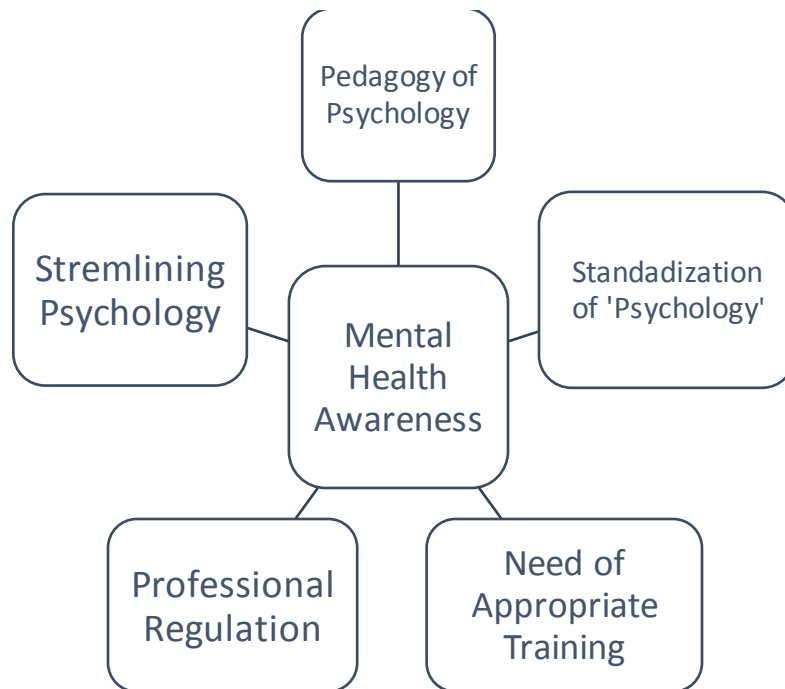 Pedagogy of
Psychology
Stremlining
Psychology
Standadization
of 'Psychology'
Mental
Health
Awareness
Professional
Regulation
Need of
Appropriate
Training